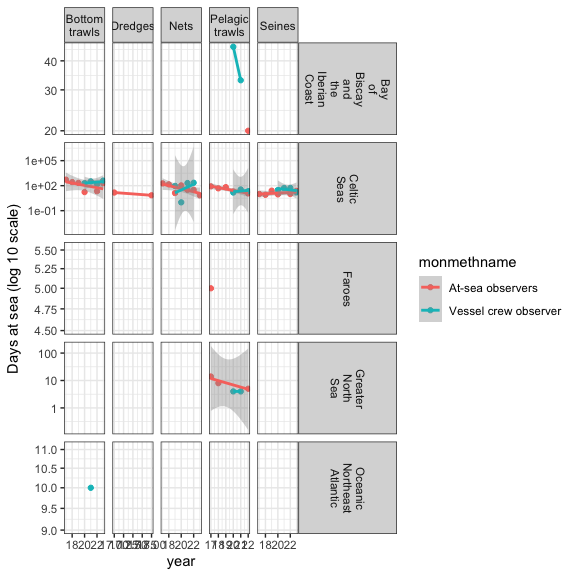 Bottom
trawls
Dredges
Nets
Pelagic
trawls
Seines
40
30
20
Bay
of
Biscay
and
the
Iberian
Coast
1e+05
1e+02
1e-01
Celtic
Seas
5.50
5.25
5.00
4.75
4.50
Faroes
100
10
1
Greater
North
Sea
11.0
10.5
10.0
9.5
9.0
Oceanic
Northeast
Atlantic
Days at sea (log 10 scale)
year
monmethname
At-sea observers
Vessel crew observer